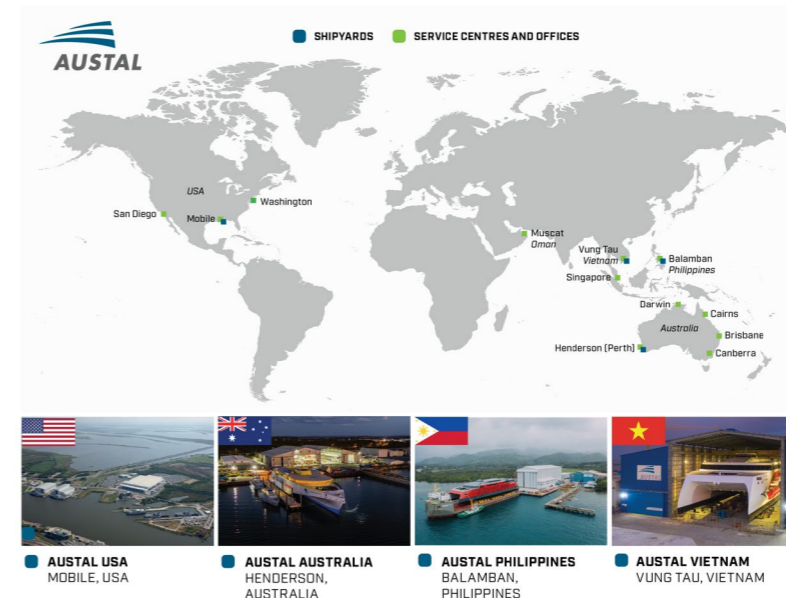 AUSTAL
SHIPYARDS
SERVICE CENTRES AND OFFICES
USA
Washington
San Diego
Mobile
Muscat
Oman
Vung Tau
Vietnam
Balamban
Philippines
Singapore
Darwin
Cairns
Australia
Brisbane
Henderson (Perth)
Canberra
AUSTAL
AUSTAL USA
MOBILE, USA
AUSTAL AUSTRALIA
HENDERSON,
AUSTRALIA
AUSTAL PHILIPPINES
BALAMBAN,
PHILIPPINES
AUSTAL VIETNAM
VUNG TAU, VIETNAM